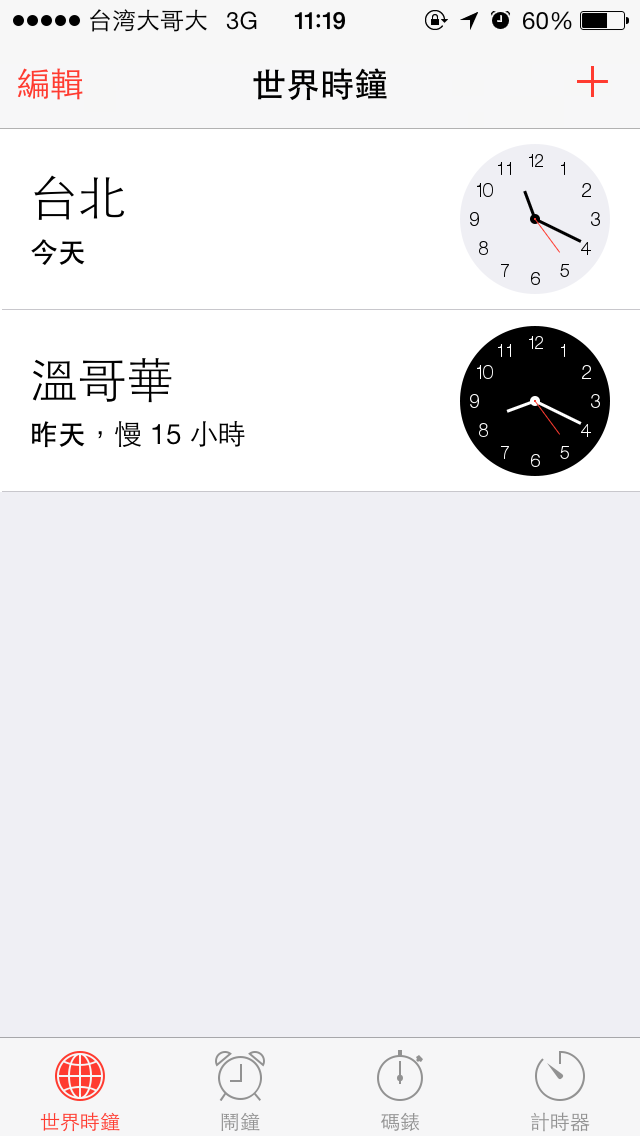 台湾大哥大 3G 11:19 60%
編輯 世界時鐘 +
台北
今天
12 1 2 3 4 5 6 7 8 9 10 11
溫哥華
昨天，慢 15 小時
12 1 2 3 4 5 6 7 8 9 10 11
世界時鐘 鬧鐘 碼錶 計時器